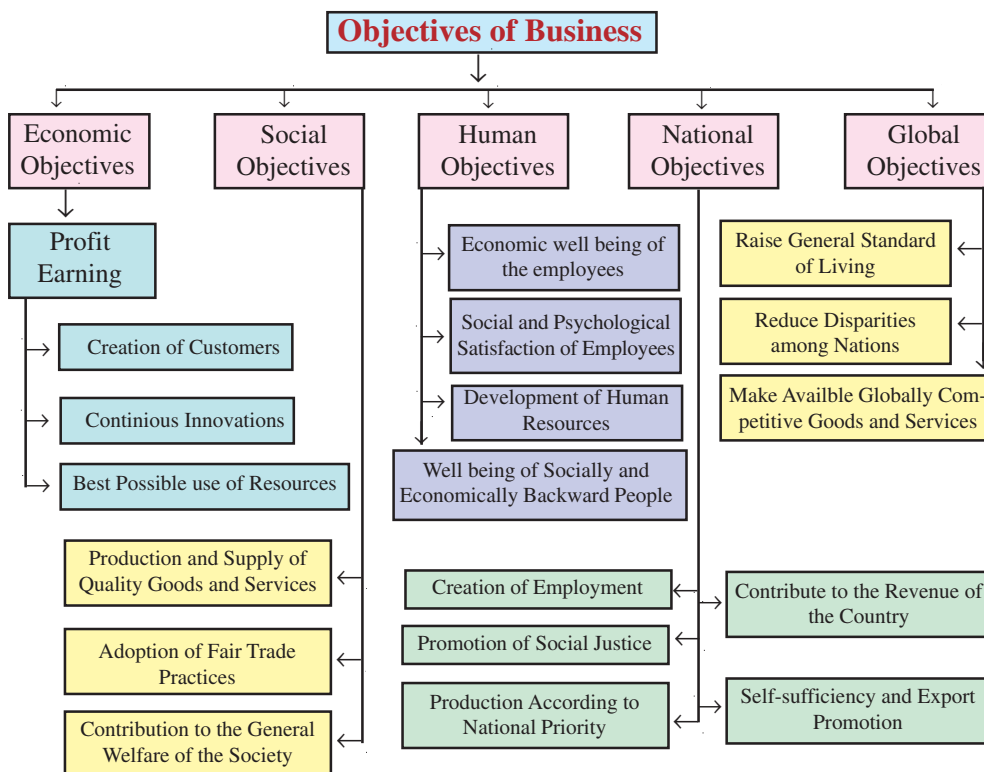 Objectives of Business
Economic
Objectives
Social
Objectives
Human
Objectives
National
Objectives
Global
Objectives
Profit
Earning
Creation of Customers
Continious Innovations
Best Possible use of Resources
Production and Supply of
Quality Goods and Services
Adoption of Fair Trade
Practices
Contribution to the General
Welfare of the Society
Economic well being of
the employees
Social and Psychological
Satisfaction of Employees
Development of Human
Resources
Well being of Socially and
Economically Backward People
Creation of Employment
Promotion of Social Justice
Production According to
National Priority
Contribute to the Revenue of
the Country
Self-sufficiency and Export
Promotion
Raise General Standard
of Living
Reduce Disparities
among Nations
Make Availble Globally Com-
petitive Goods and Services